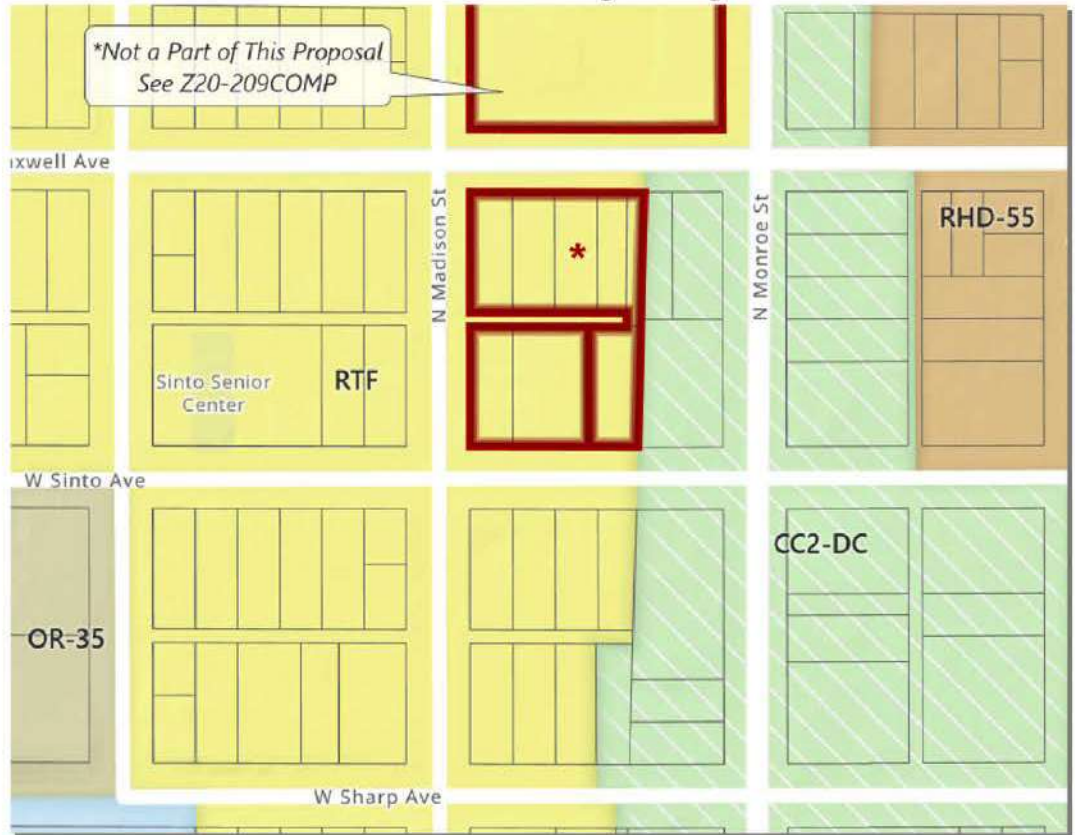 *Not a Part of This Proposal
See Z20-209COMP
axwell Ave
N Madison St
N Monroe St
*
RHD-55
Sinto Senior
Center
RTF
W Sinto Ave
CC2-DC
OR-35
W Sharp Ave